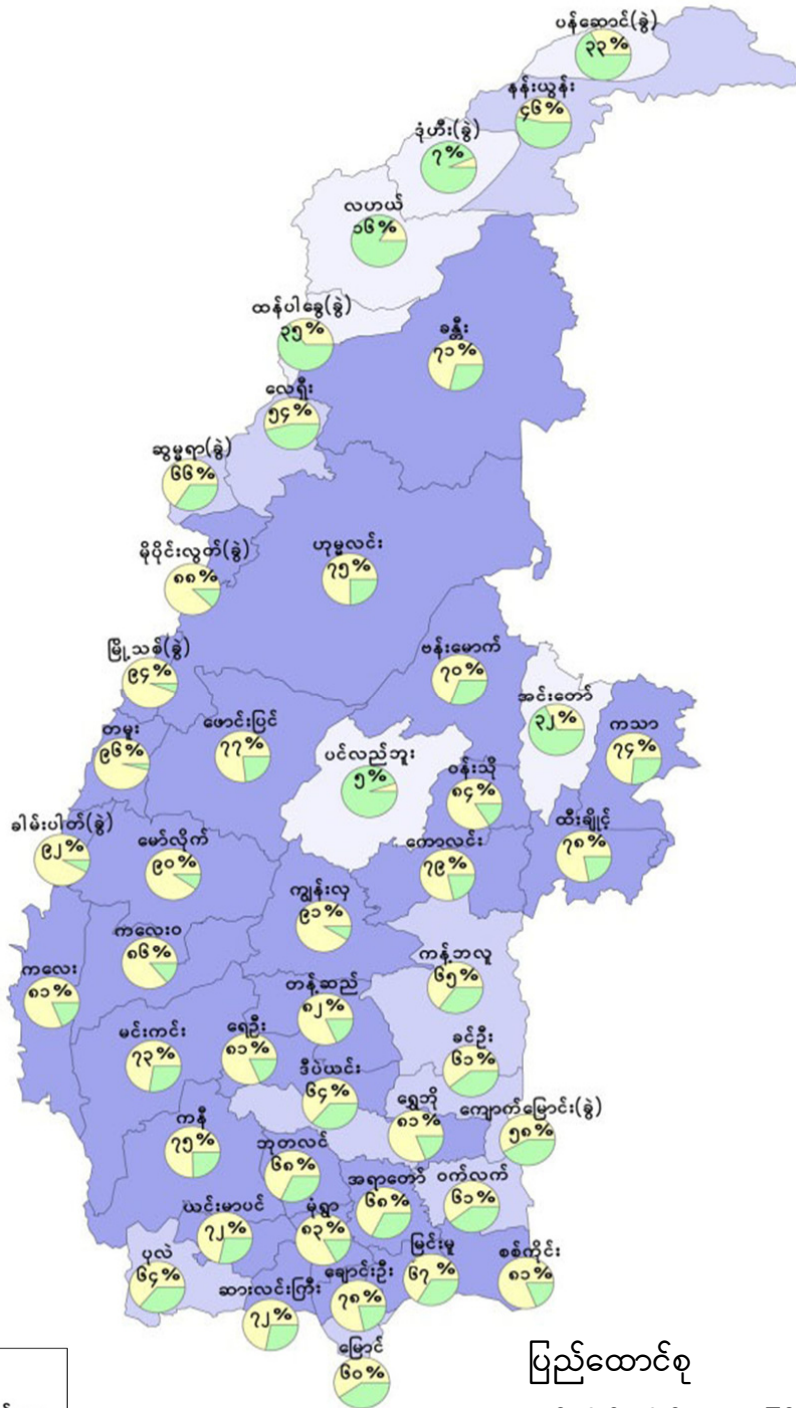 ပန်ဆောင်(ခွဲ)
၃၃%
နန်းယွန်း
၄၆%
ဒုံဟီး(ခွဲ)
၇%
လဟယ်
၁၆%
ထန်ပါခွေ(ခွဲ)
၃၅%
ခန္တီး
၇၁%
လေရှီး
၅၄%
ဆွမ္မရာ(ခွဲ)
၆၆%
မိုပိုင်းလွတ်(ခွဲ)
၈၈%
ဟုမ္မလင်း
၇၅%
မြို့သစ်(ခွဲ)
၉၄%
ဗန်းမောက်
၇၀%
အင်းတော်
၃၂%
ကသာ
၇၄%
တမူး
၉၆%
ဖောင်းပြင်
၇၇%
ပင်လည်ဘူး
၅%
ဝန်းသို
၈၄%
ခါမ်းပါတ်(ခွဲ)
၉၂%
မော်လိုက်
၉၀%
ကောလင်း
၇၉%
ထီးချိုင့်
၇၈%
ကျွန်းလှ
၉၁%
ကလေးဝ
၈၆%
ကန့်ဘလူ
၆၅%
ကလေး
၈၁%
တန့်ဆည်
၈၂%
မင်းကင်း
၇၃%
ရေဦး
၈၁%
ခင်ဦး
၆၁%
ဒီပဲယင်း
၆၄%
ရွှေဘို
၈၁%
ကျောက်မြောင်း(ခွဲ)
၅၈%
ကနီ
၇၅%
ဘုတလင်
၆၈%
အရာတော်
၆၈%
ဝက်လက်
၆၁%
ယင်းမာပင်
၇၂%
မုံရွာ
၈၃%
မြင်းမူ
၆၇%
စစ်ကိုင်း
၈၁%
ပုလဲ
၆၄%
ဆားလင်းကြီး
၇၂%
ချောင်းဦး
၇၈%
မြောင်
၆၀%
ပြည်ထောင်စု